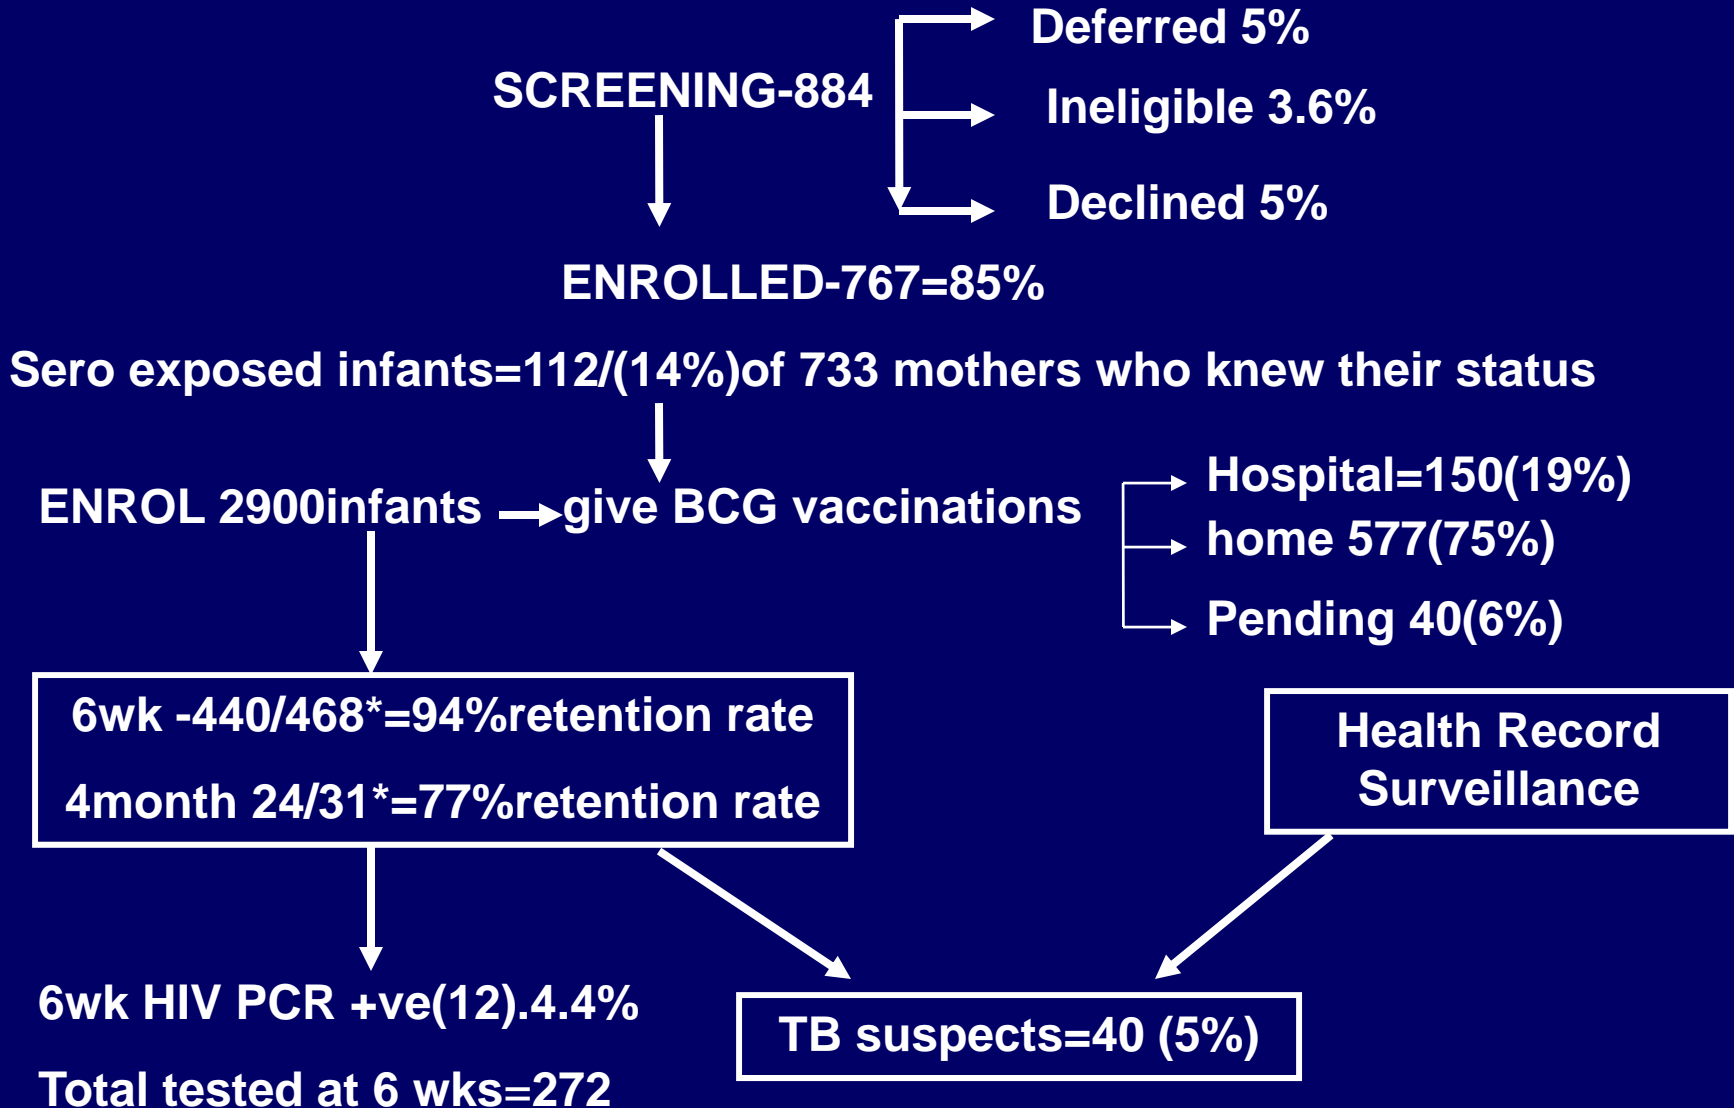 Deferred 5%
SCREENING-884
Ineligible 3.6%
Declined 5%
ENROLLED-767=85%
Sero exposed infants=112/(14%)of 733 mothers who knew their status
ENROL 2900infants
give BCG vaccinations
Hospital=150(19%)
home 577(75%)
Pending 40(6%)
6wk -440/468*=94%retention rate
4month 24/31*=77%retention rate
Health Record
Surveillance
6wk HIV PCR +ve(12).4.4%
Total tested at 6 wks=272
TB suspects=40 (5%)